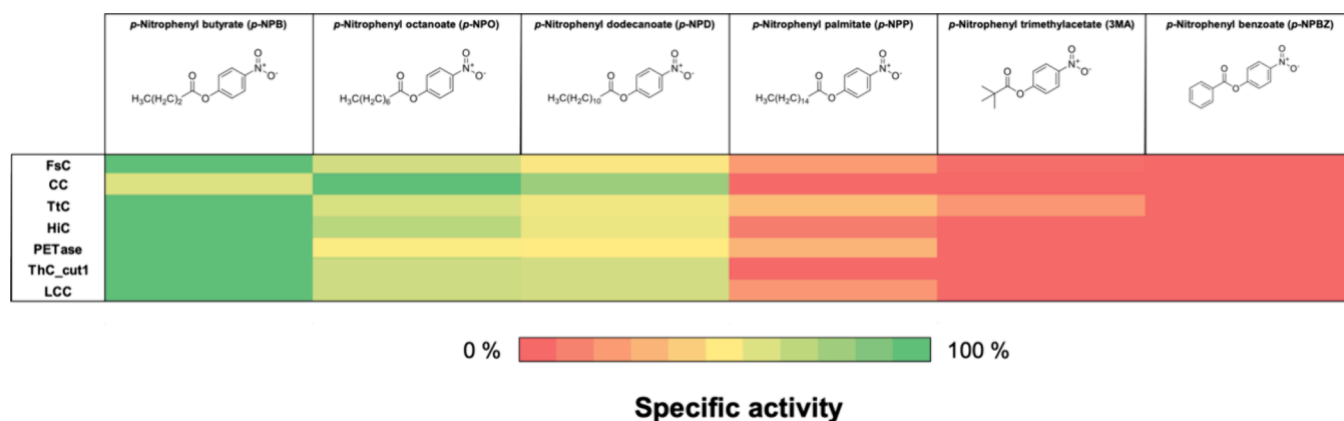 p-Nitrophenyl butyrate (p-NPB)
p-Nitrophenyl octanoate (p-NPO)
p-Nitrophenyl dodecanoate (p-NPD)
p-Nitrophenyl palmitate (p-NPP)
p-Nitrophenyl trimethylacetate (3MA)
p-Nitrophenyl benzoate (p-NPBZ)
O
N⁺
O⁻
O
H₃C(H₂C)₂
O
O
N⁺
O⁻
O
H₃C(H₂C)₆
O
O
N⁺
O⁻
O
H₃C(H₂C)₁₀
O
O
N⁺
O⁻
O
H₃C(H₂C)₁₄
O
O
N⁺
O⁻
O
O
O
N⁺
O⁻
O
O
FsC
CC
TtC
HiC
PETase
ThC_cut1
LCC
0 %
100 %
Specific activity